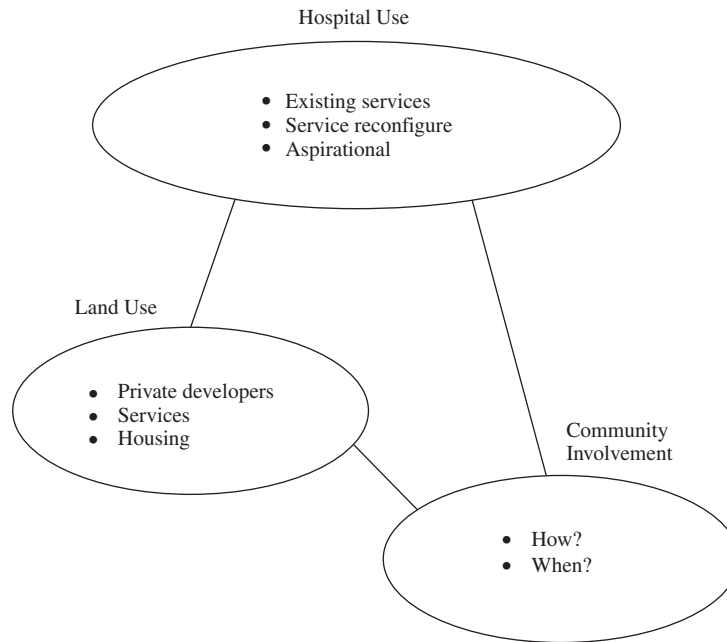 Hospital Use
• Existing services
• Service reconfigure
• Aspirational
Land Use
• Private developers
• Services
• Housing
Community
Involvement
• How?
• When?